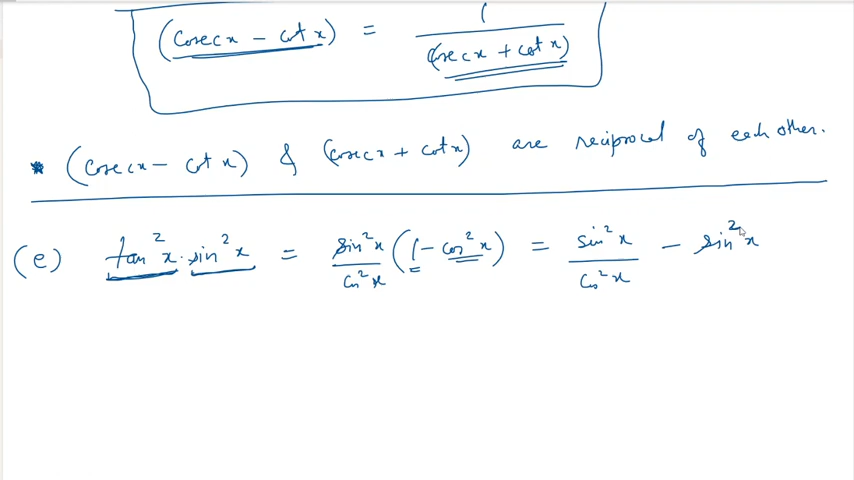 (cosec x - cot x) = 1 / (cosec x + cot x)
* (cosec x - cot x) & (cosec x + cot x) are reciprocal of each other.
(e) tan²x · sin²x = sin²x / cos²x (1 - cos²x) = sin²x / cos²x - sin²x